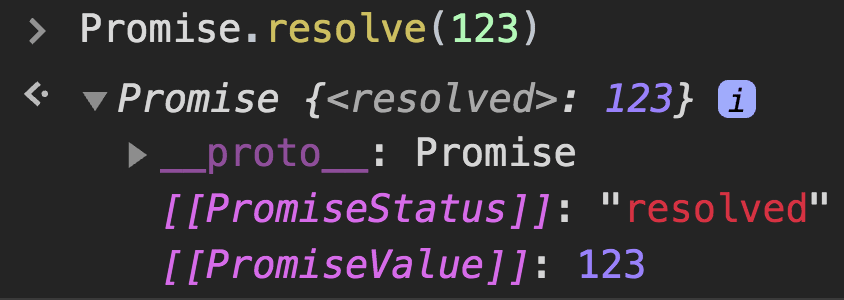 > Promise.resolve(123)
Promise {<resolved>: 123} i
__proto__: Promise
[[PromiseStatus]]: "resolved"
[[PromiseValue]]: 123